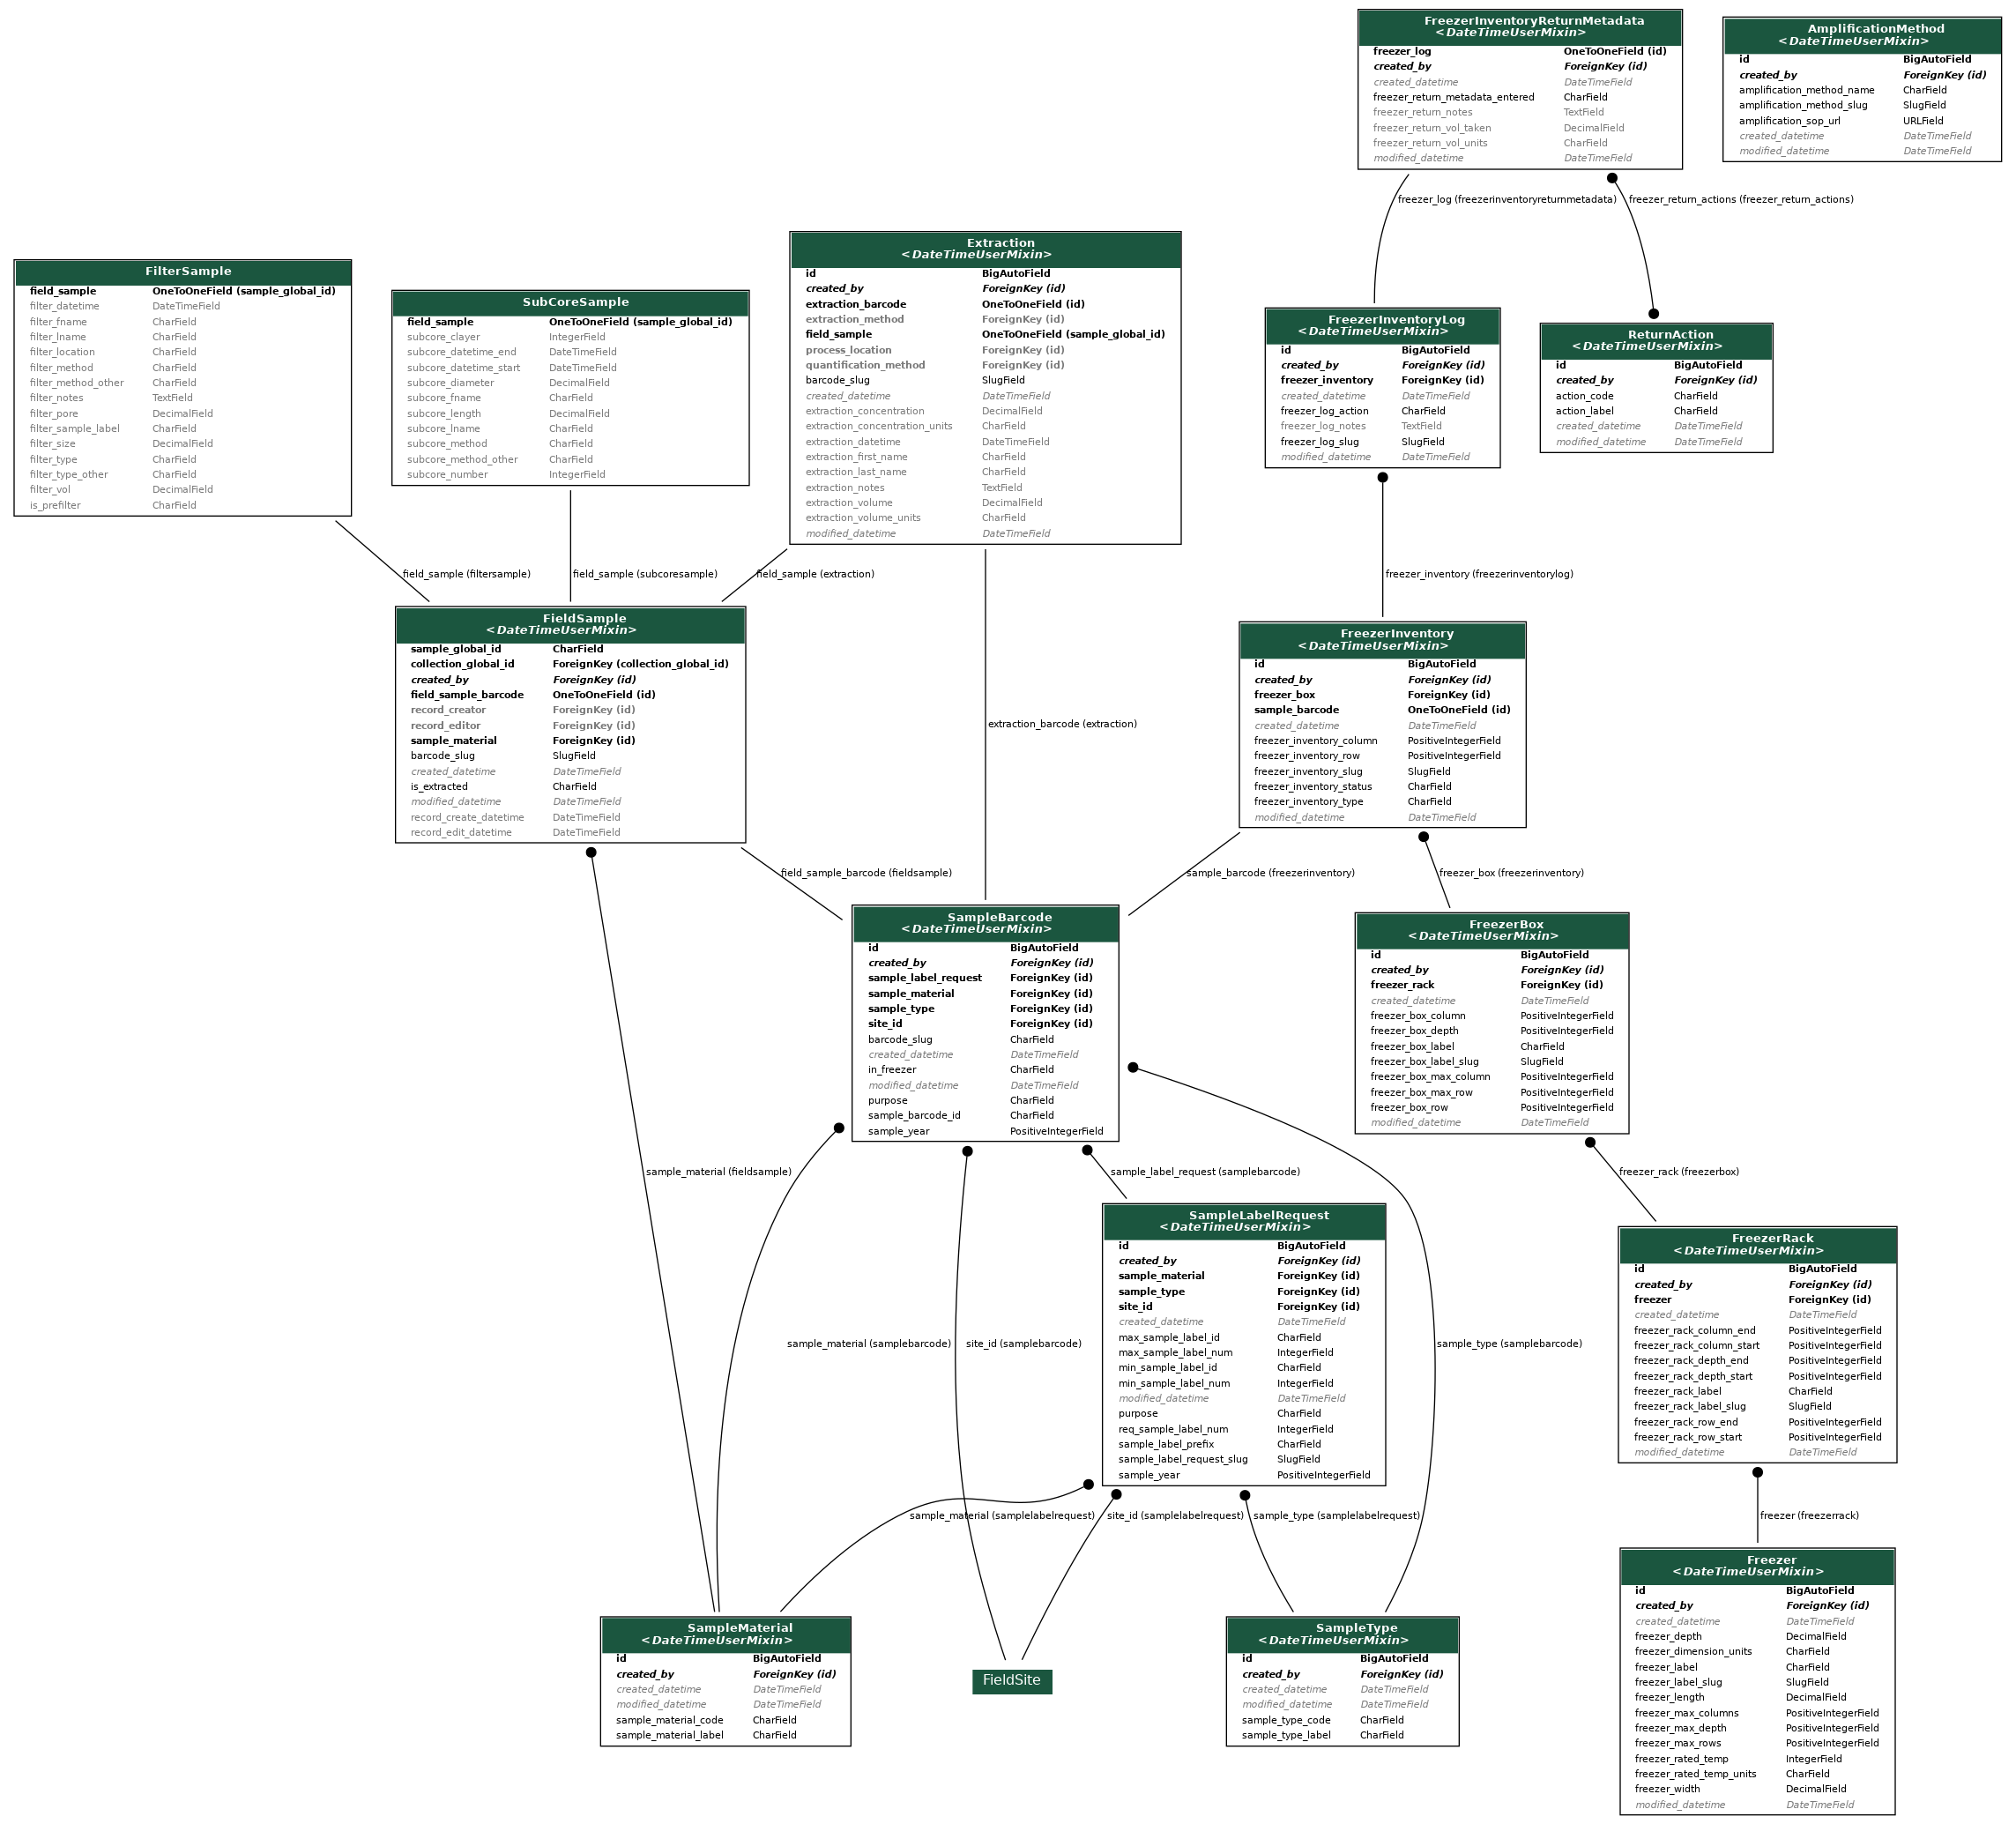 FreezerInventoryReturnMetadata
<DateTimeUserMixin>
freezer_log OneToOneField (id)
created_by ForeignKey (id)
created_datetime DateTimeField
freezer_return_metadata_entered CharField
freezer_return_notes TextField
freezer_return_vol_taken DecimalField
freezer_return_vol_units CharField
modified_datetime DateTimeField
AmplificationMethod
<DateTimeUserMixin>
id BigAutoField
created_by ForeignKey (id)
amplification_method_name CharField
amplification_method_slug SlugField
amplification_sop_url URLField
created_datetime DateTimeField
modified_datetime DateTimeField
freezer_log (freezerinventoryreturnmetadata)
freezer_return_actions (freezer_return_actions)
FilterSample
field_sample OneToOneField (sample_global_id)
filter_datetime DateTimeField
filter_fname CharField
filter_lname CharField
filter_location CharField
filter_method CharField
filter_method_other CharField
filter_notes TextField
filter_pore DecimalField
filter_sample_label CharField
filter_size DecimalField
filter_type CharField
filter_type_other CharField
filter_vol DecimalField
is_prefilter CharField
SubCoreSample
field_sample OneToOneField (sample_global_id)
subcore_clayer IntegerField
subcore_datetime_end DateTimeField
subcore_datetime_start DateTimeField
subcore_diameter DecimalField
subcore_fname CharField
subcore_length DecimalField
subcore_lname CharField
subcore_method CharField
subcore_method_other CharField
subcore_number IntegerField
Extraction
<DateTimeUserMixin>
id BigAutoField
created_by ForeignKey (id)
extraction_barcode OneToOneField (id)
extraction_method ForeignKey (id)
field_sample OneToOneField (sample_global_id)
process_location ForeignKey (id)
quantification_method ForeignKey (id)
barcode_slug SlugField
created_datetime DateTimeField
extraction_concentration DecimalField
extraction_concentration_units CharField
extraction_datetime DateTimeField
extraction_first_name CharField
extraction_last_name CharField
extraction_notes TextField
extraction_volume DecimalField
extraction_volume_units CharField
modified_datetime DateTimeField
FreezerInventoryLog
<DateTimeUserMixin>
id BigAutoField
created_by ForeignKey (id)
freezer_inventory ForeignKey (id)
created_datetime DateTimeField
freezer_log_action CharField
freezer_log_notes TextField
freezer_log_slug SlugField
modified_datetime DateTimeField
ReturnAction
<DateTimeUserMixin>
id BigAutoField
created_by ForeignKey (id)
action_code CharField
action_label CharField
created_datetime DateTimeField
modified_datetime DateTimeField
field_sample (filtersample)
field_sample (subcoresample)
field_sample (extraction)
freezer_inventory (freezerinventorylog)
FieldSample
<DateTimeUserMixin>
sample_global_id CharField
collection_global_id ForeignKey (collection_global_id)
created_by ForeignKey (id)
field_sample_barcode OneToOneField (id)
record_creator ForeignKey (id)
record_editor ForeignKey (id)
sample_material ForeignKey (id)
barcode_slug SlugField
created_datetime DateTimeField
is_extracted CharField
modified_datetime DateTimeField
record_create_datetime DateTimeField
record_edit_datetime DateTimeField
extraction_barcode (extraction)
FreezerInventory
<DateTimeUserMixin>
id BigAutoField
created_by ForeignKey (id)
freezer_box ForeignKey (id)
sample_barcode OneToOneField (id)
created_datetime DateTimeField
freezer_inventory_column PositiveIntegerField
freezer_inventory_row PositiveIntegerField
freezer_inventory_slug SlugField
freezer_inventory_status CharField
freezer_inventory_type CharField
modified_datetime DateTimeField
field_sample_barcode (fieldsample)
sample_barcode (freezerinventory)
freezer_box (freezerinventory)
SampleBarcode
<DateTimeUserMixin>
id BigAutoField
created_by ForeignKey (id)
sample_label_request ForeignKey (id)
sample_material ForeignKey (id)
sample_type ForeignKey (id)
site_id ForeignKey (id)
barcode_slug CharField
created_datetime DateTimeField
in_freezer CharField
modified_datetime DateTimeField
purpose CharField
sample_barcode_id CharField
sample_year PositiveIntegerField
FreezerBox
<DateTimeUserMixin>
id BigAutoField
created_by ForeignKey (id)
freezer_rack ForeignKey (id)
created_datetime DateTimeField
freezer_box_column PositiveIntegerField
freezer_box_depth PositiveIntegerField
freezer_box_label CharField
freezer_box_label_slug SlugField
freezer_box_max_column PositiveIntegerField
freezer_box_max_row PositiveIntegerField
freezer_box_row PositiveIntegerField
modified_datetime DateTimeField
sample_material (fieldsample)
sample_label_request (samplebarcode)
freezer_rack (freezerbox)
SampleLabelRequest
<DateTimeUserMixin>
id BigAutoField
created_by ForeignKey (id)
sample_material ForeignKey (id)
sample_type ForeignKey (id)
site_id ForeignKey (id)
created_datetime DateTimeField
max_sample_label_id CharField
max_sample_label_num IntegerField
min_sample_label_id CharField
min_sample_label_num IntegerField
modified_datetime DateTimeField
purpose CharField
req_sample_label_num IntegerField
sample_label_prefix CharField
sample_label_request_slug SlugField
sample_year PositiveIntegerField
FreezerRack
<DateTimeUserMixin>
id BigAutoField
created_by ForeignKey (id)
freezer ForeignKey (id)
created_datetime DateTimeField
freezer_rack_column_end PositiveIntegerField
freezer_rack_column_start PositiveIntegerField
freezer_rack_depth_end PositiveIntegerField
freezer_rack_depth_start PositiveIntegerField
freezer_rack_label CharField
freezer_rack_label_slug SlugField
freezer_rack_row_end PositiveIntegerField
freezer_rack_row_start PositiveIntegerField
modified_datetime DateTimeField
sample_material (samplebarcode)
site_id (samplebarcode)
sample_type (samplebarcode)
sample_material (samplelabelrequest)
site_id (samplelabelrequest)
sample_type (samplelabelrequest)
freezer (freezerrack)
SampleMaterial
<DateTimeUserMixin>
id BigAutoField
created_by ForeignKey (id)
created_datetime DateTimeField
modified_datetime DateTimeField
sample_material_code CharField
sample_material_label CharField
FieldSite
SampleType
<DateTimeUserMixin>
id BigAutoField
created_by ForeignKey (id)
created_datetime DateTimeField
modified_datetime DateTimeField
sample_type_code CharField
sample_type_label CharField
Freezer
<DateTimeUserMixin>
id BigAutoField
created_by ForeignKey (id)
created_datetime DateTimeField
freezer_depth DecimalField
freezer_dimension_units CharField
freezer_label CharField
freezer_label_slug SlugField
freezer_length DecimalField
freezer_max_columns PositiveIntegerField
freezer_max_depth PositiveIntegerField
freezer_max_rows PositiveIntegerField
freezer_rated_temp IntegerField
freezer_rated_temp_units CharField
freezer_width DecimalField
modified_datetime DateTimeField